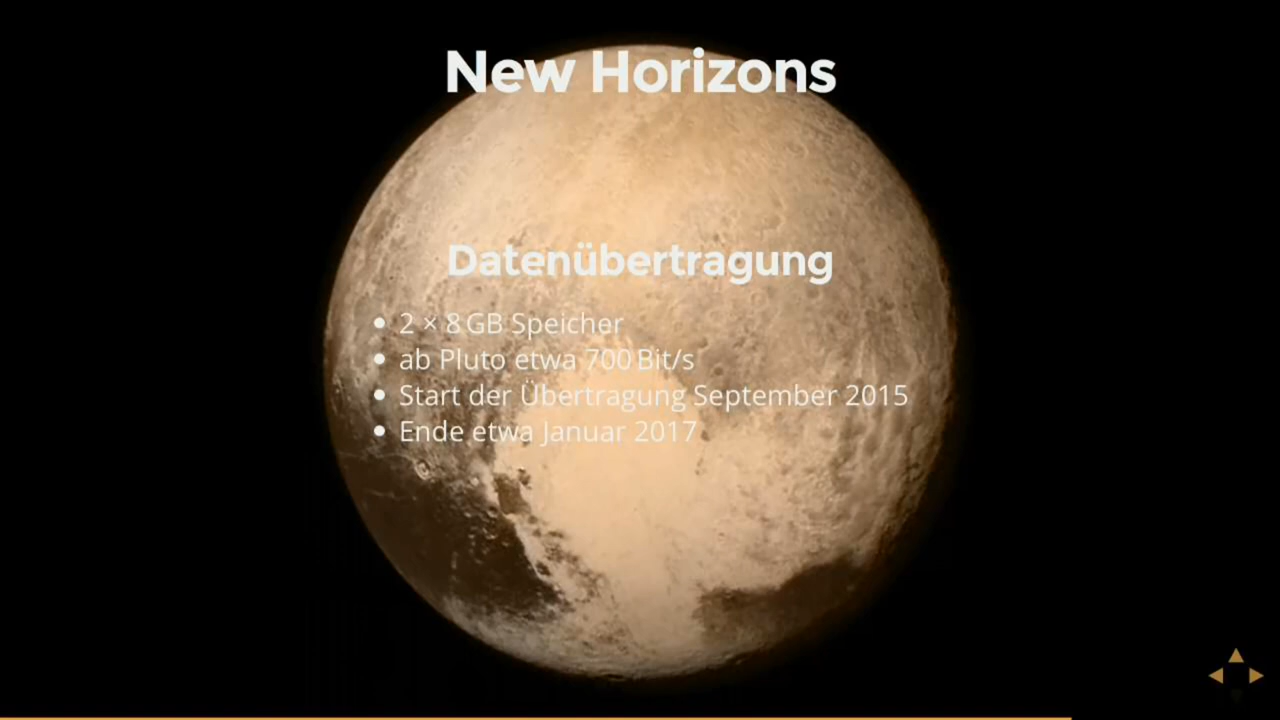 New Horizons
Datenübertragung
2 × 8 GB Speicher
ab Pluto etwa 700 Bit/s
Start der Übertragung September 2015
Ende etwa Januar 2017